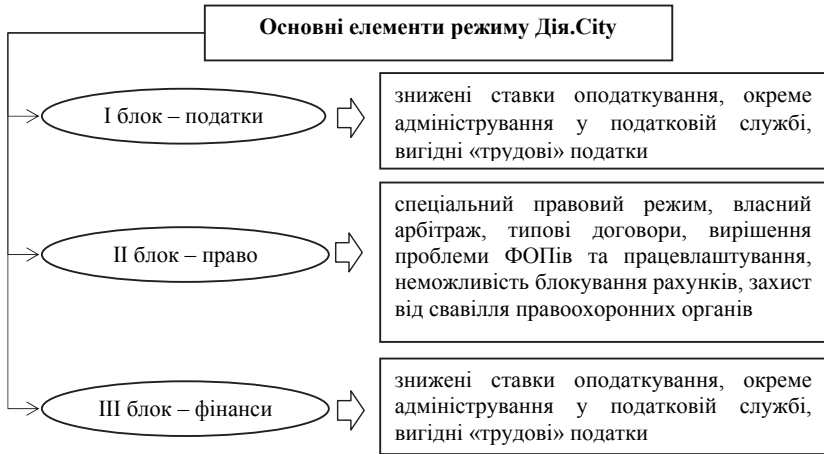 Основні елементи режиму Дія.City
І блок – податки
знижені ставки оподаткування, окреме
адміністрування у податковій службі,
вигідні «трудові» податки
ІІ блок – право
спеціальний правовий режим, власний
арбітраж, типові договори, вирішення
проблеми ФОПів та працевлаштування,
неможливість блокування рахунків, захист
від свавілля правоохоронних органів
ІІІ блок – фінанси
знижені ставки оподаткування, окреме
адміністрування у податковій службі,
вигідні «трудові» податки